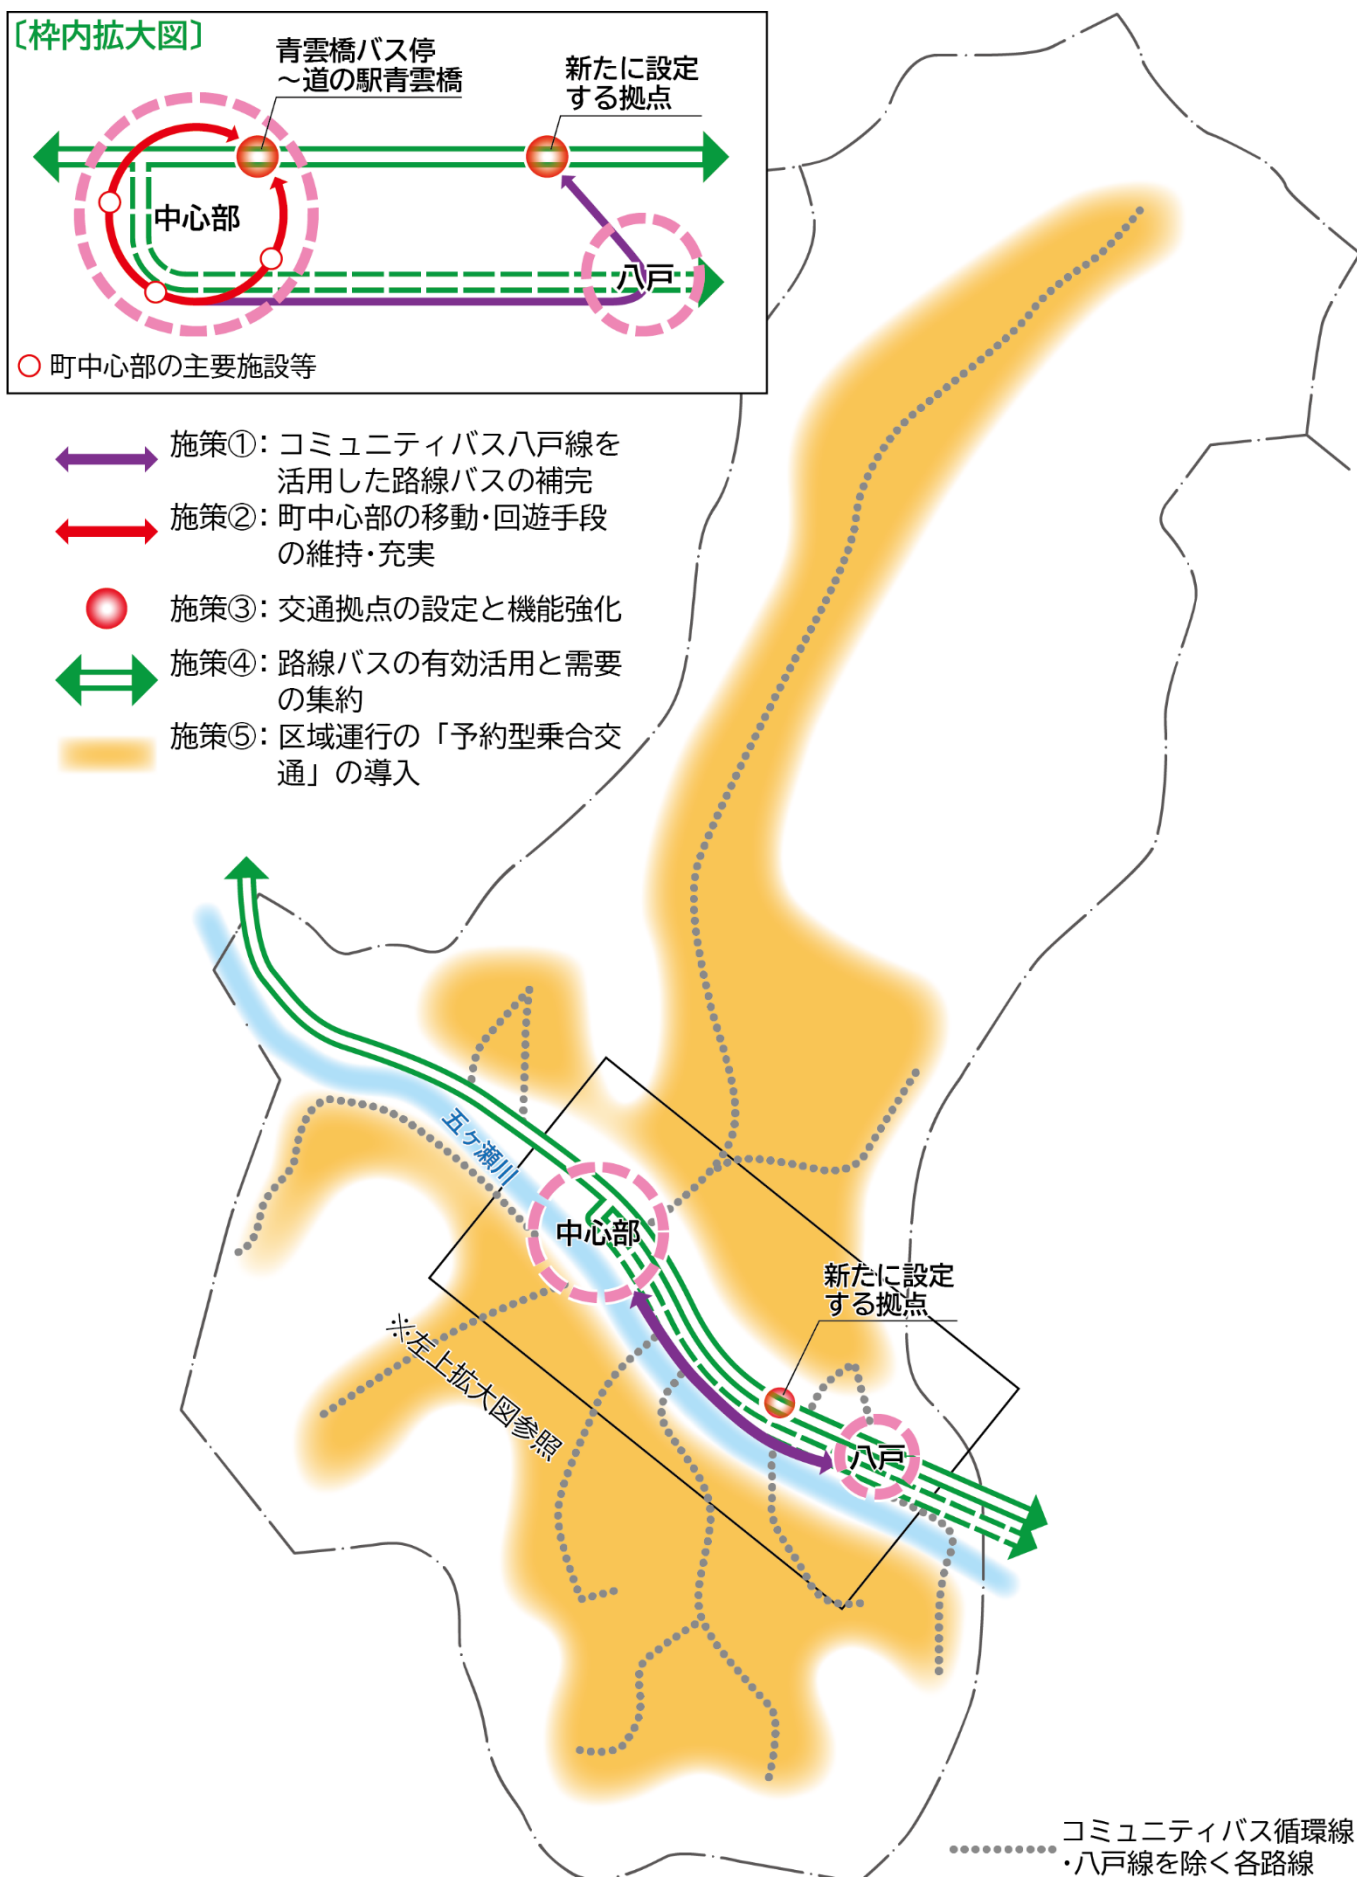 〔枠内拡大図〕
青雲橋バス停
～道の駅青雲橋
新たに設定
する拠点
中心部
八戸
町中心部の主要施設等
施策①：コミュニティバス八戸線を
活用した路線バスの補完
施策②：町中心部の移動・回遊手段
の維持・充実
施策③：交通拠点の設定と機能強化
施策④：路線バスの有効活用と需要
の集約
施策⑤：区域運行の「予約型乗合交
通」の導入
五ヶ瀬川
中心部
新たに設定
する拠点
※左上拡大図参照
八戸
コミュニティバス循環線
・八戸線を除く各路線